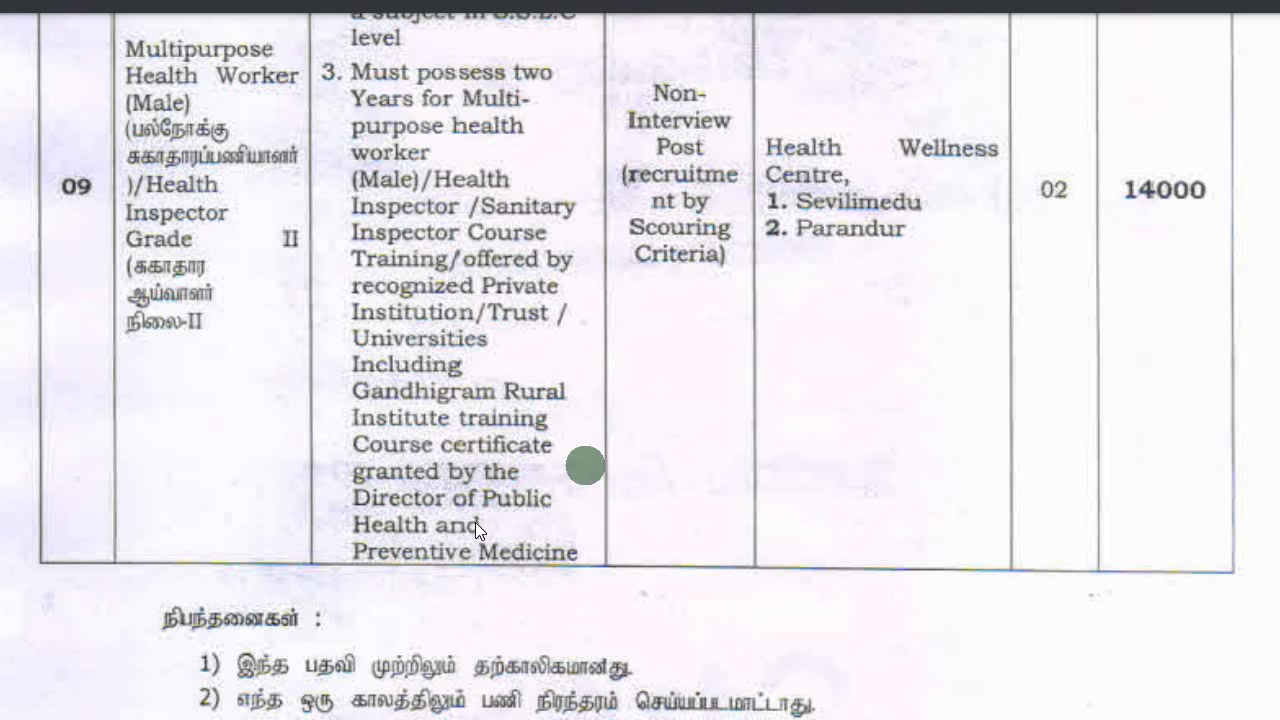 a subject in S.S.L.C
level
09
Multipurpose
Health Worker
(Male)
(பல்நோக்கு
சுகாதாரப்பணியாளர்
)/Health
Inspector
Grade II
(சுகாதார
ஆய்வாளர்
நிலை-II
3. Must possess two
Years for Multi-
purpose health
worker
(Male)/Health
Inspector /Sanitary
Inspector Course
Training/offered by
recognized Private
Institution/Trust /
Universities
Including
Gandhigram Rural
Institute training
Course certificate
granted by the
Director of Public
Health and
Preventive Medicine
Non-
Interview
Post
(recruitme
nt by
Scouring
Criteria)
Health Wellness
Centre,
1. Sevilimedu
2. Parandur
02
14000
நிபந்தனைகள் :
1) இந்த பதவி முற்றிலும் தற்காலிகமானது.
2) எந்த ஒரு காலத்திலும் பணி நிரந்தரம் செய்யப்படமாட்டாது.